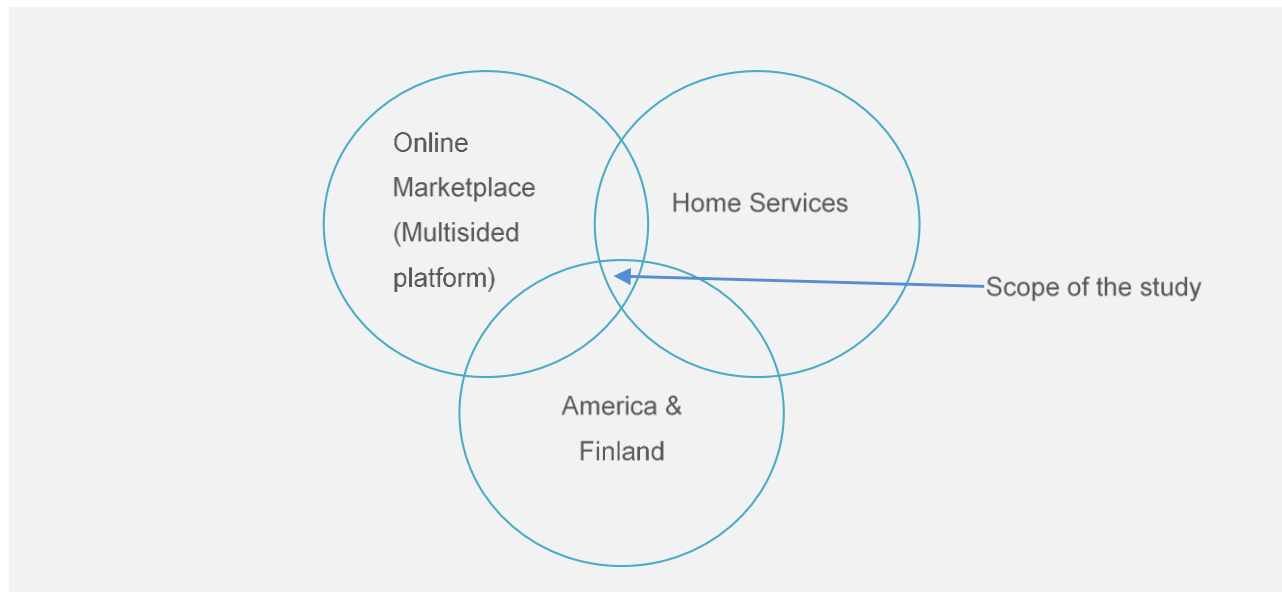 Online
Marketplace
(Multisided
platform)
Home Services
Scope of the study
America &
Finland